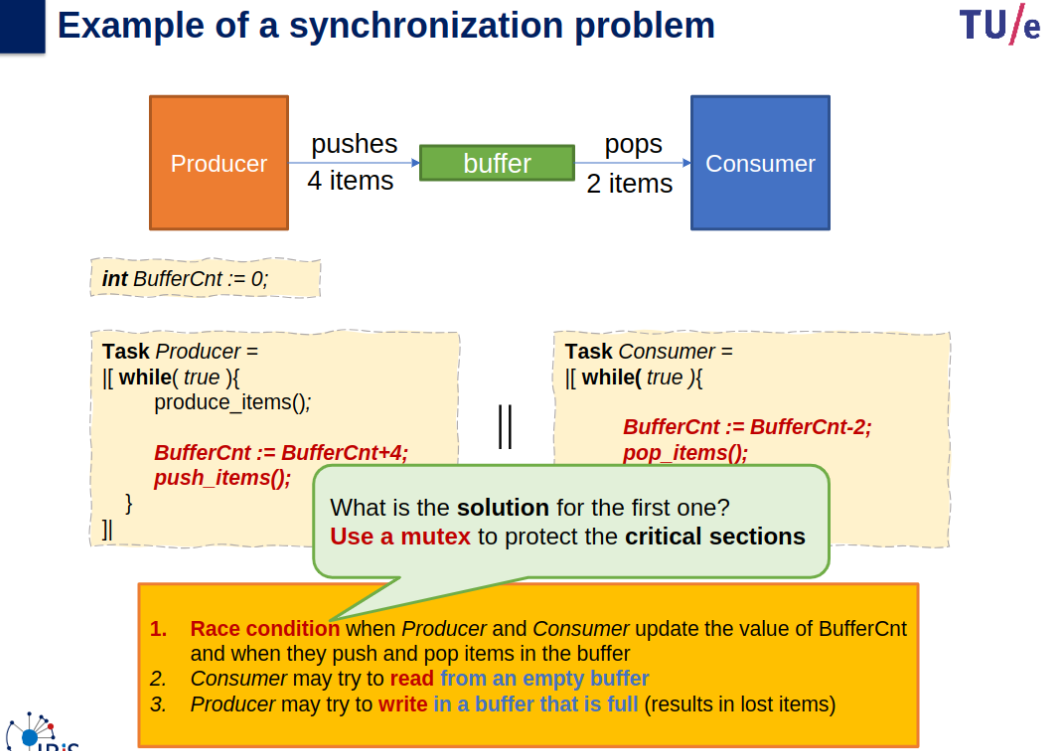 Example of a synchronization problem
TU/e
Producer
pushes
4 items
buffer
pops
2 items
Consumer
int BufferCnt := 0;
Task Producer =
|[ while( true ){
produce_items();
BufferCnt := BufferCnt+4;
push_items();
}
]|
||
Task Consumer =
|[ while( true ){
BufferCnt := BufferCnt-2;
pop_items();
What is the solution for the first one?
Use a mutex to protect the critical sections
1. Race condition when Producer and Consumer update the value of BufferCnt
and when they push and pop items in the buffer
2. Consumer may try to read from an empty buffer
3. Producer may try to write in a buffer that is full (results in lost items)